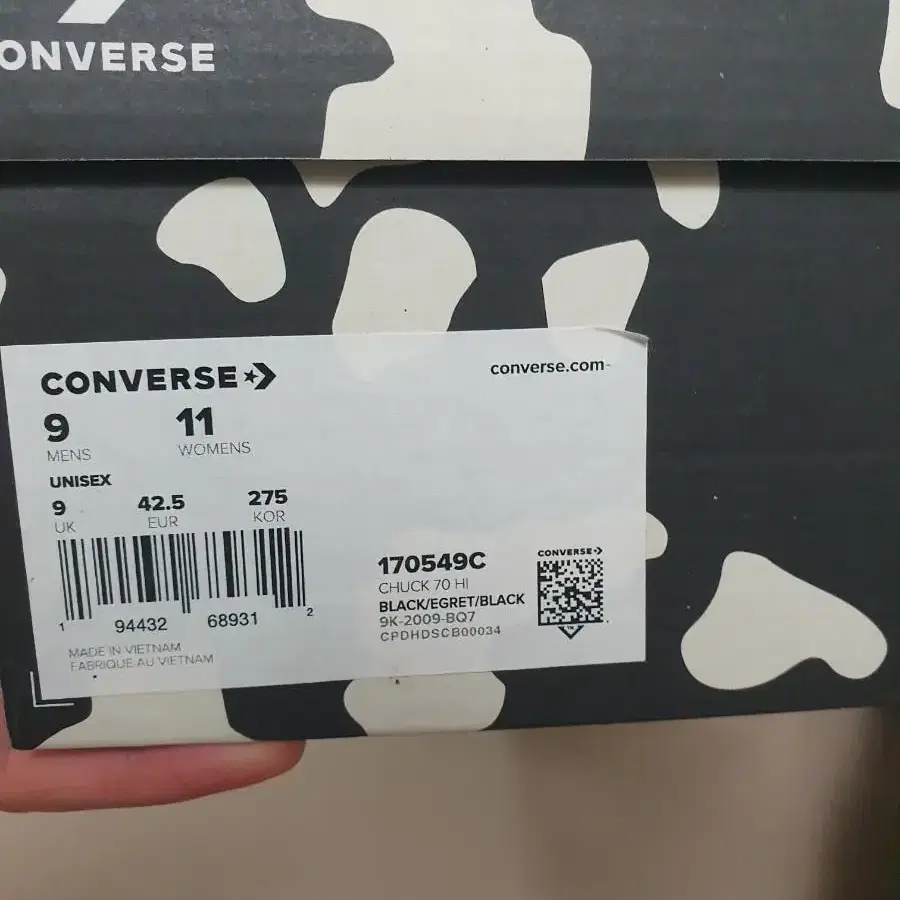 CONVERSE
CONVERSE
converse.com
9 11
MENS WOMENS
UNISEX
9 42.5 275
UK EUR KOR
1 94432 68931 2
MADE IN VIETNAM
FABRIQUE AU VIETNAM
170549C
CHUCK 70 HI
BLACK/EGRET/BLACK
9K-2009-BQ7
CPDHDSCB00034
CONVERSE